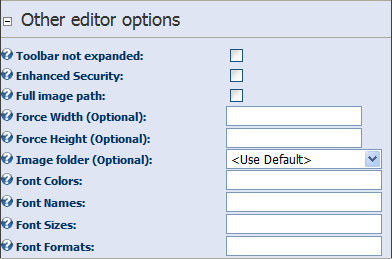 Other editor options
Toolbar not expanded:
Enhanced Security:
Full image path:
Force Width (Optional):
Force Height (Optional):
Image folder (Optional): <Use Default>
Font Colors:
Font Names:
Font Sizes:
Font Formats: